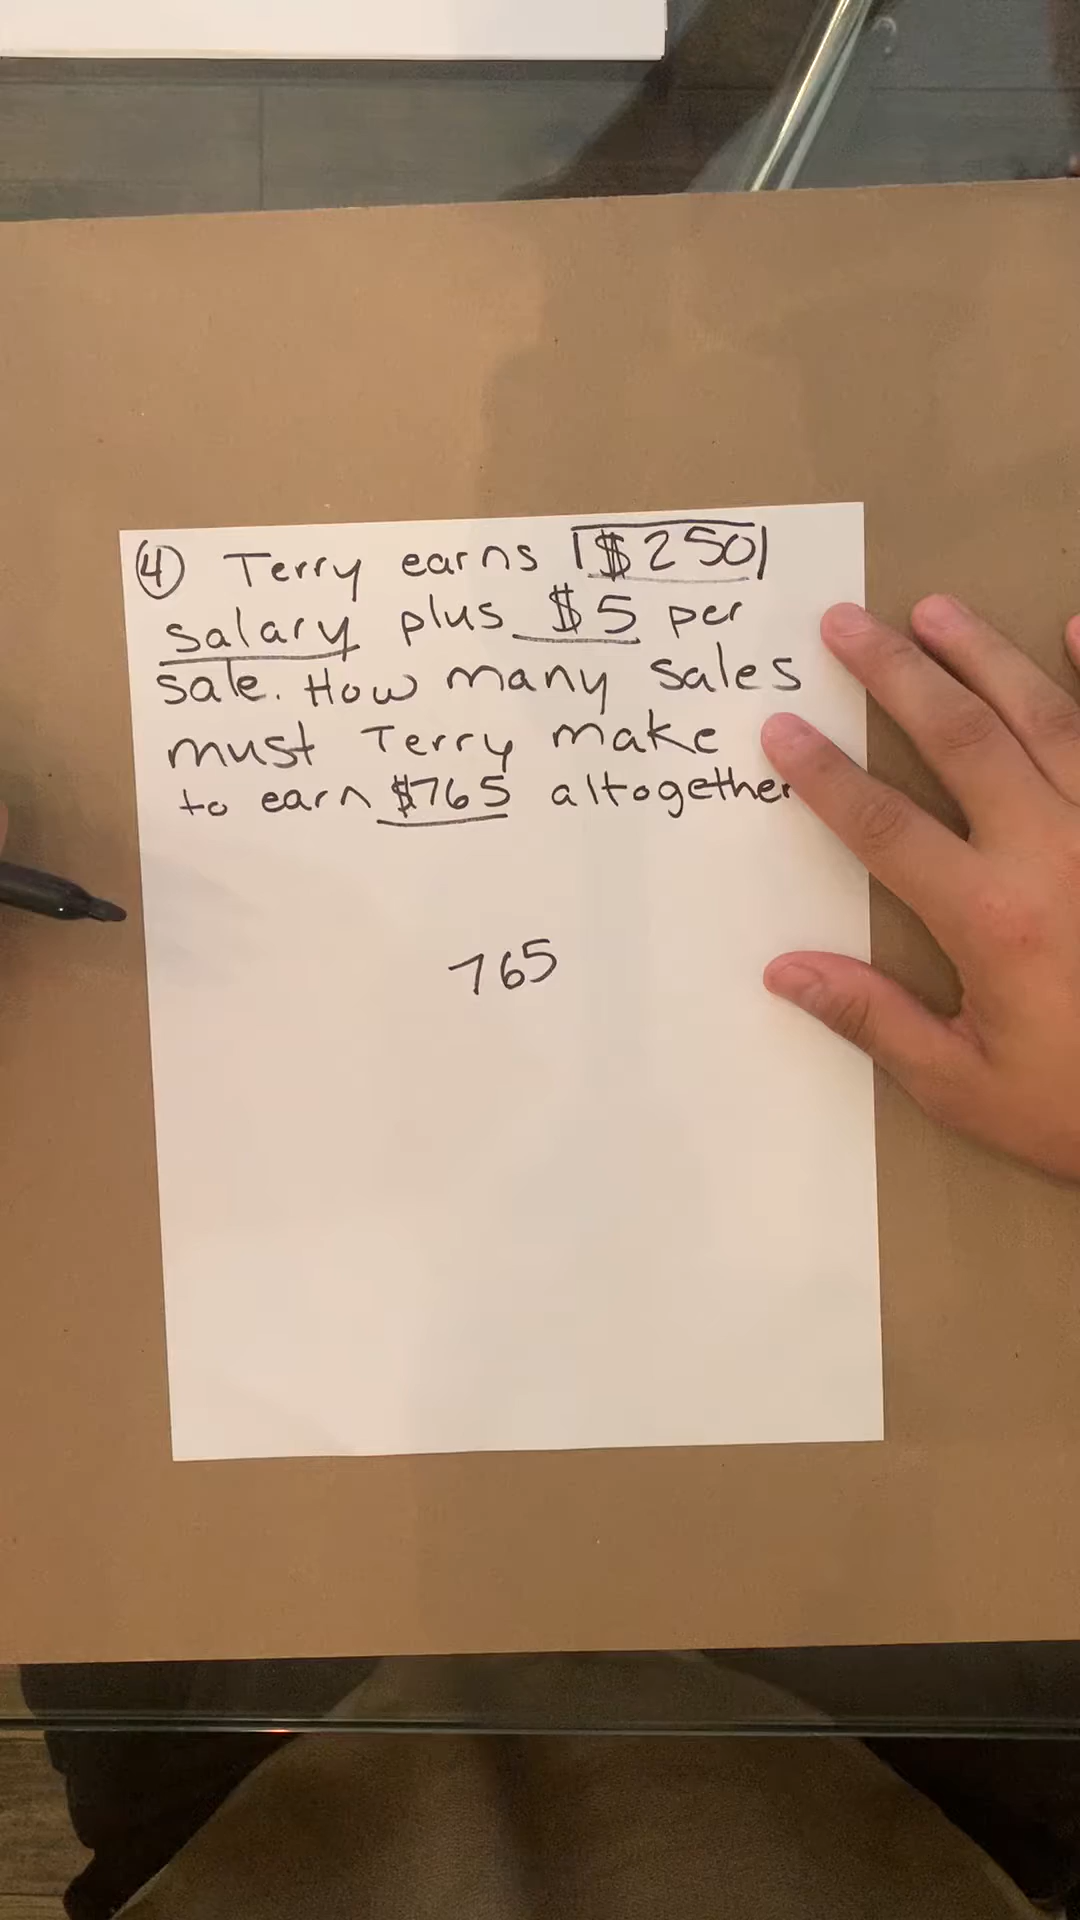 4 Terry earns $250
salary plus $5 per
sale. How many sales
must Terry make
to earn $765 altogether
765